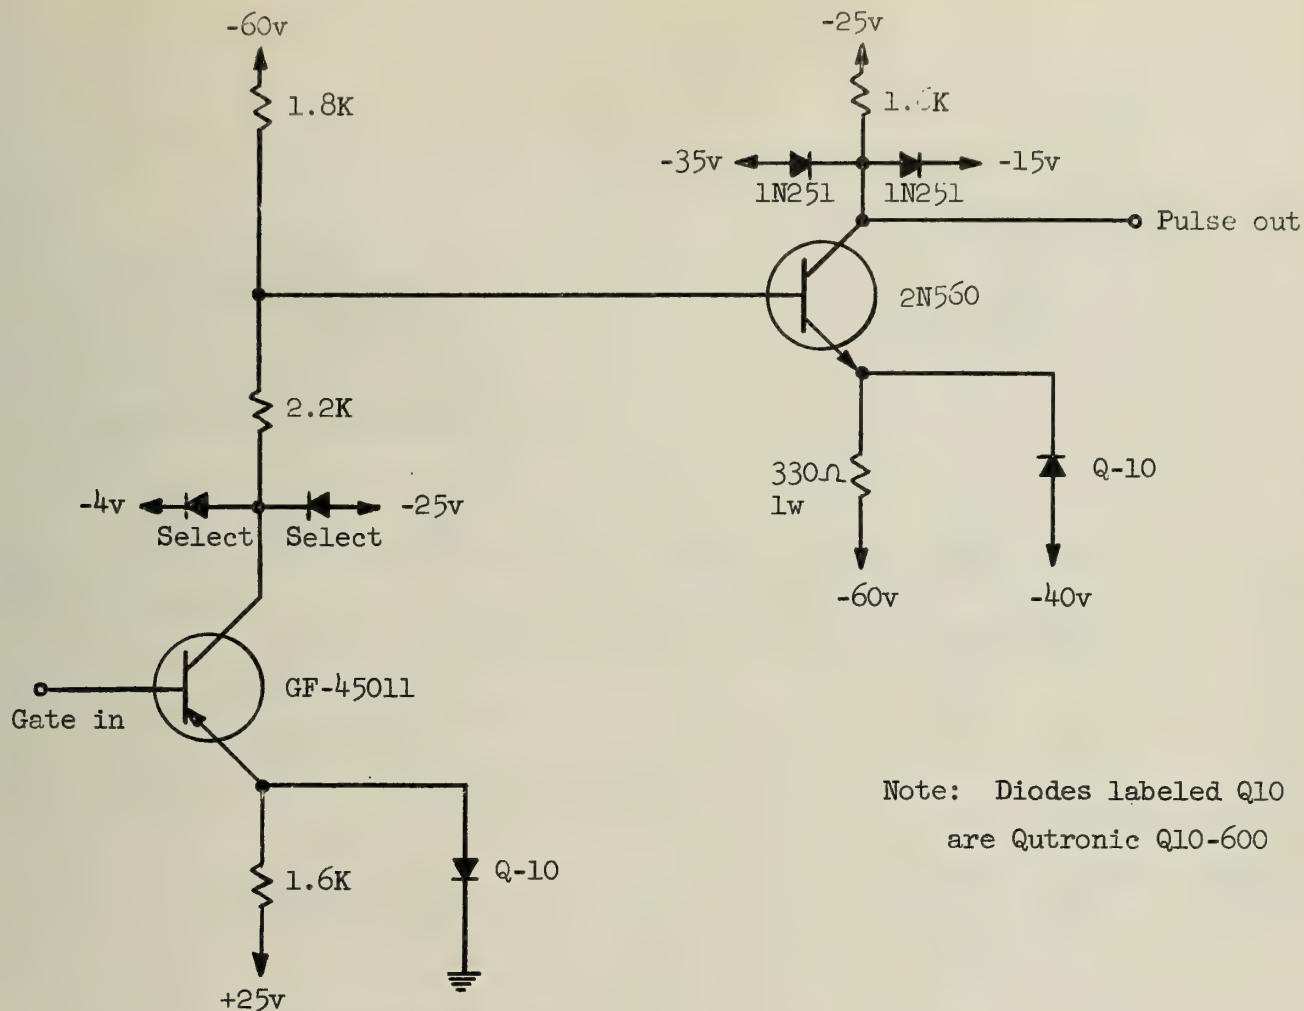 -60v
-25v
1.8K
-35v
-15v
1N251
1N251
Pulse out
2N560
2.2K
330Ω
1w
Q-10
-4v
-25v
Select
Select
-60v
-40v
GF-45011
Gate in
Note: Diodes labeled Q10
are Qutronic Q10-600
1.6K
Q-10
+25v